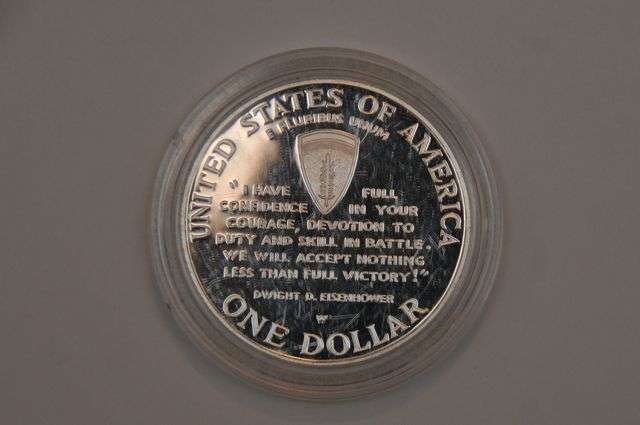 UNITED STATES OF AMERICA
E PLURIBUS UNUM
"I HAVE FULL
CONFIDENCE IN YOUR
COURAGE, DEVOTION TO
DUTY AND SKILL IN BATTLE.
WE WILL ACCEPT NOTHING
LESS THAN FULL VICTORY!"
DWIGHT D. EISENHOWER
W
ONE DOLLAR